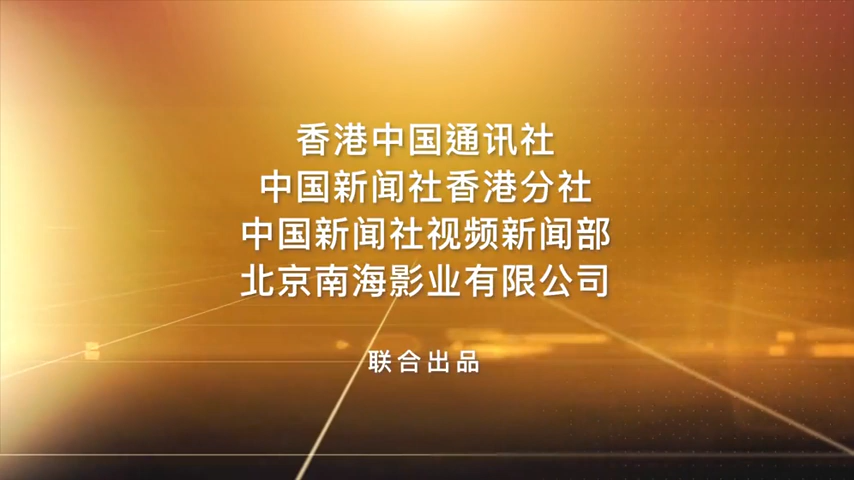 香港中国通讯社
中国新闻社香港分社
中国新闻社视频新闻部
北京南海影业有限公司
联合出品